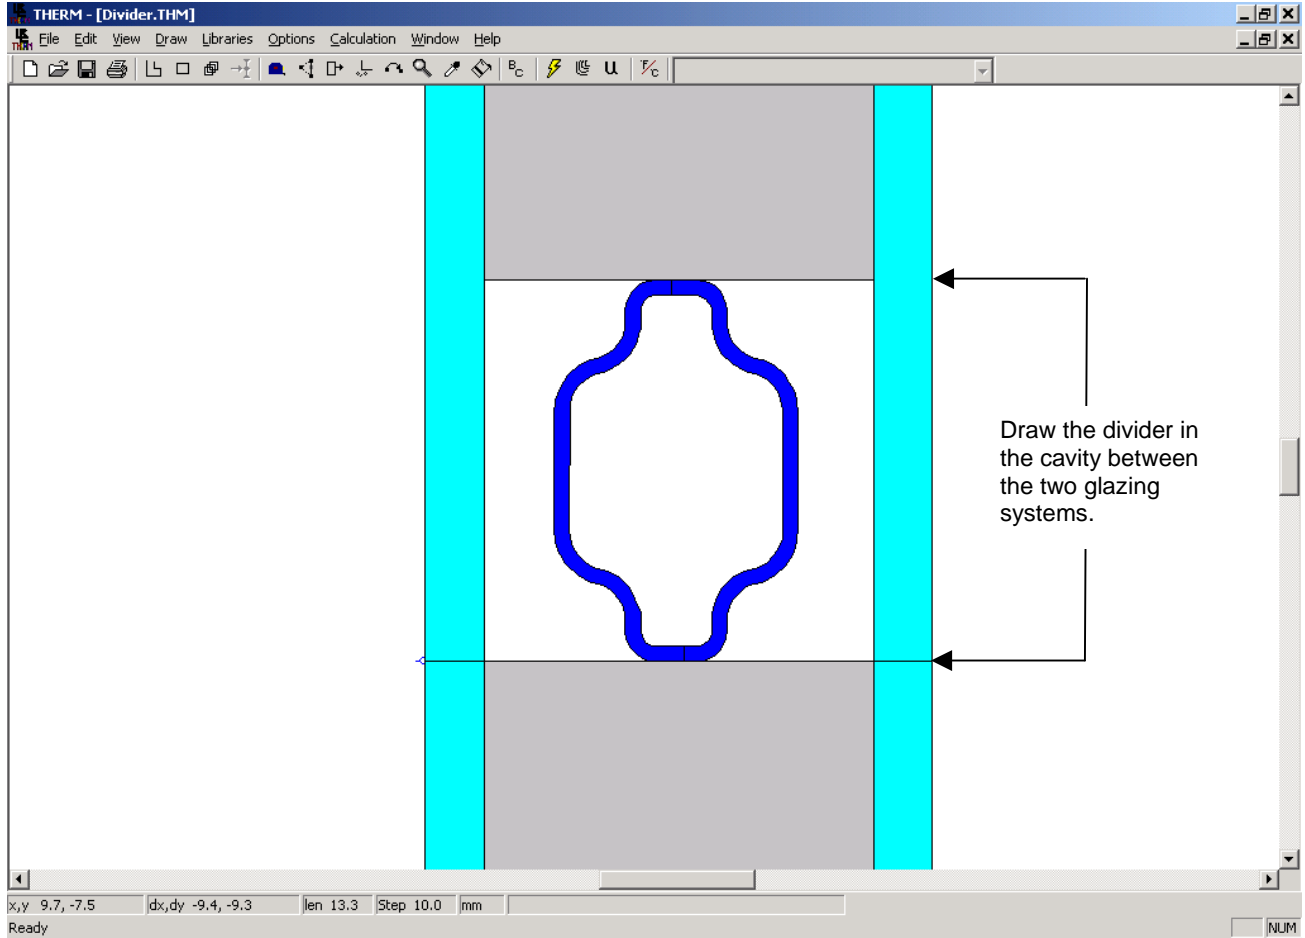 THERM - [Divider.THM]
File Edit View Draw Libraries Options Calculation Window Help
BC U °F/C
Draw the divider in
the cavity between
the two glazing
systems.
x,y 9.7, -7.5 dx,dy -9.4, -9.3 len 13.3 Step 10.0 mm
Ready NUM